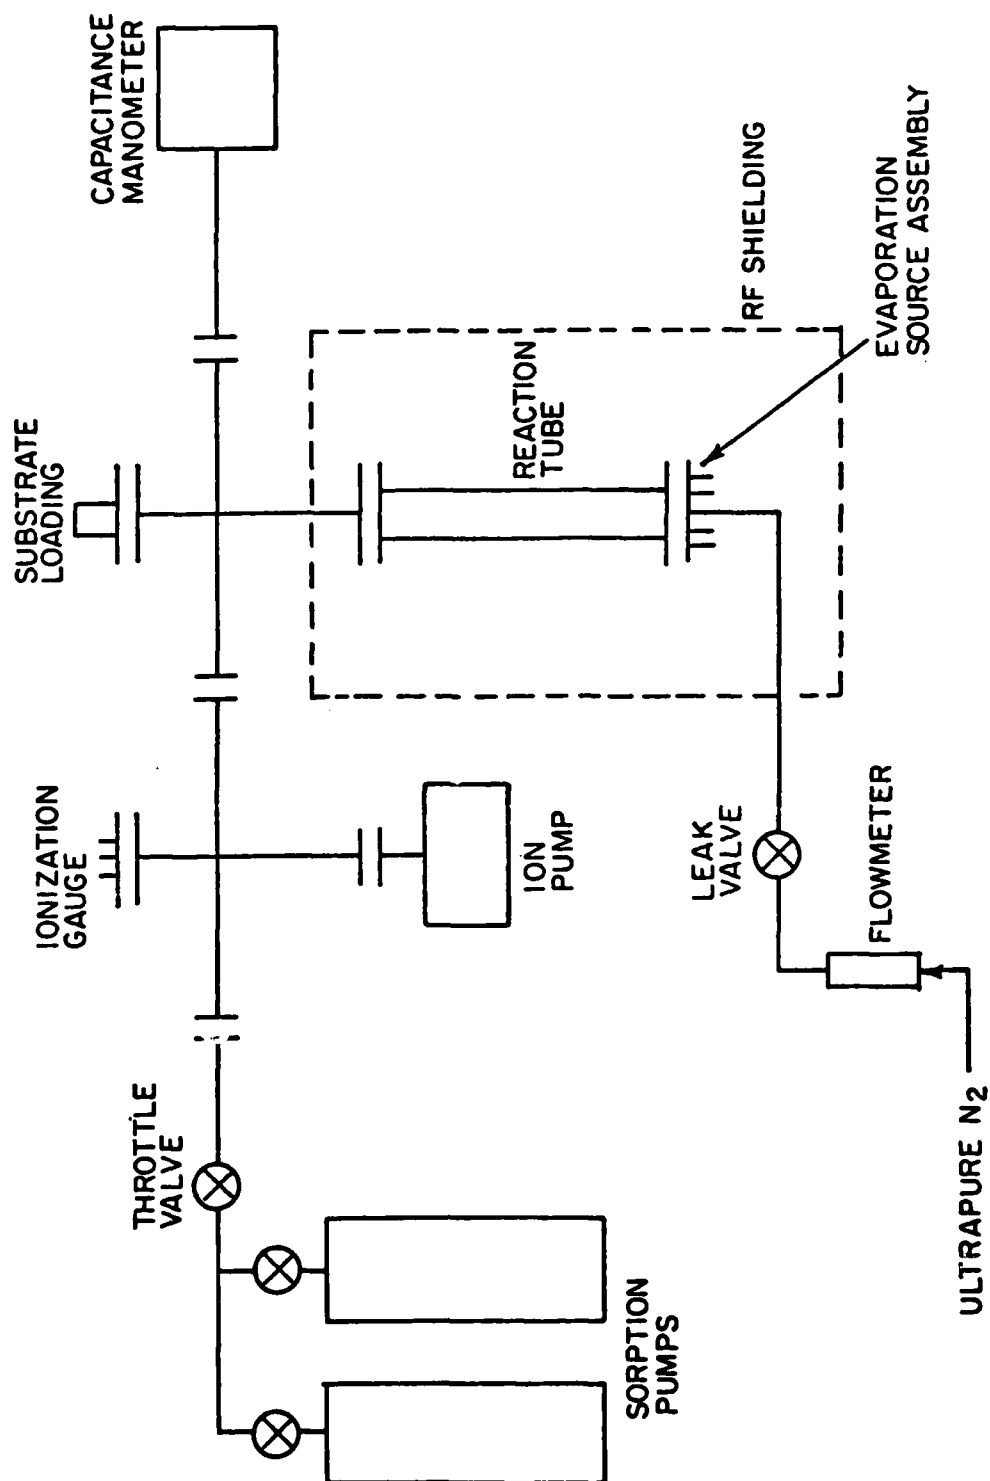 CAPACITANCE
MANOMETER
SUBSTRATE
LOADING
IONIZATION
GAUGE
THROTTLE
VALVE
RF SHIELDING
REACTION
TUBE
EVAPORATION
SOURCE ASSEMBLY
ION
PUMP
LEAK
VALVE
FLOWMETER
SORPTION
PUMPS
ULTRAPURE N2